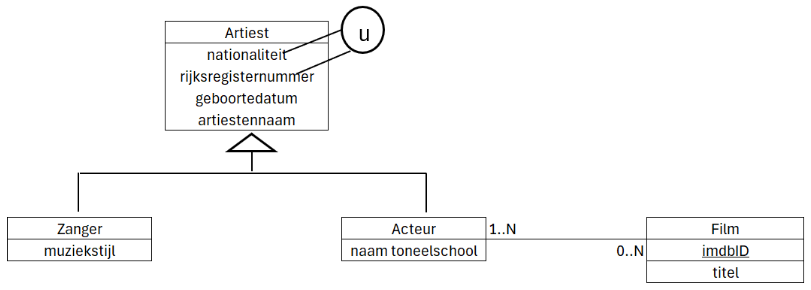 Artiest
u
nationaliteit
rijksregisternummer
geboortedatum
artiestennaam
Zanger
muziekstijl
Acteur
naam toneelschool
1..N
0..N
Film
imdbID
titel